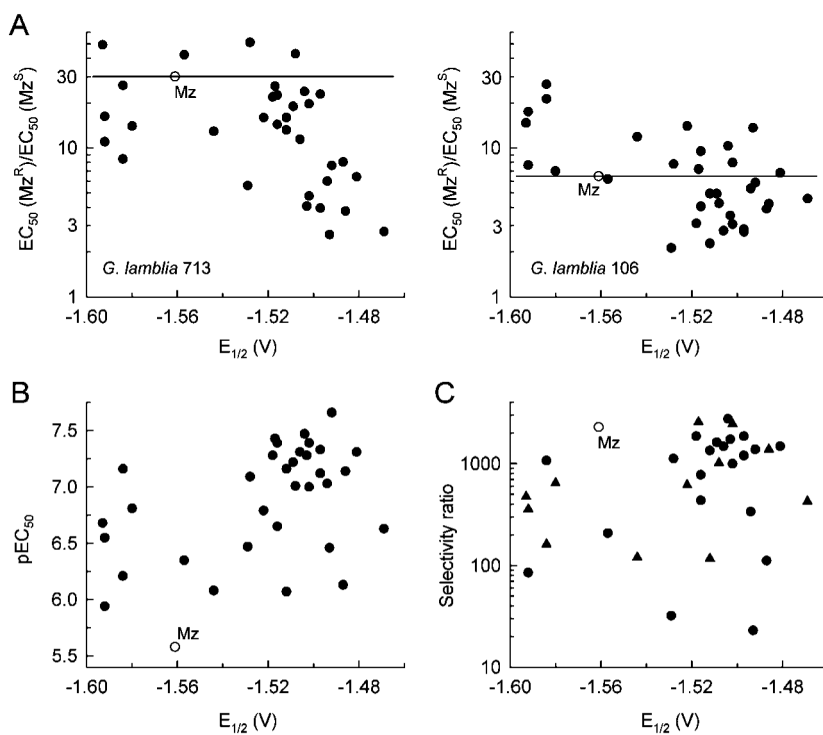 A
EC50 (MzR)/EC50 (MzS)
30
10
3
1
Mz
G. lamblia 713
-1.60 -1.56 -1.52 -1.48
E1/2 (V)
EC50 (MzR)/EC50 (MzS)
30
10
3
1
Mz
G. lamblia 106
-1.60 -1.56 -1.52 -1.48
E1/2 (V)
B
pEC50
7.5
7.0
6.5
6.0
5.5
Mz
-1.60 -1.56 -1.52 -1.48
E1/2 (V)
C
Selectivity ratio
1000
100
10
Mz
-1.60 -1.56 -1.52 -1.48
E1/2 (V)